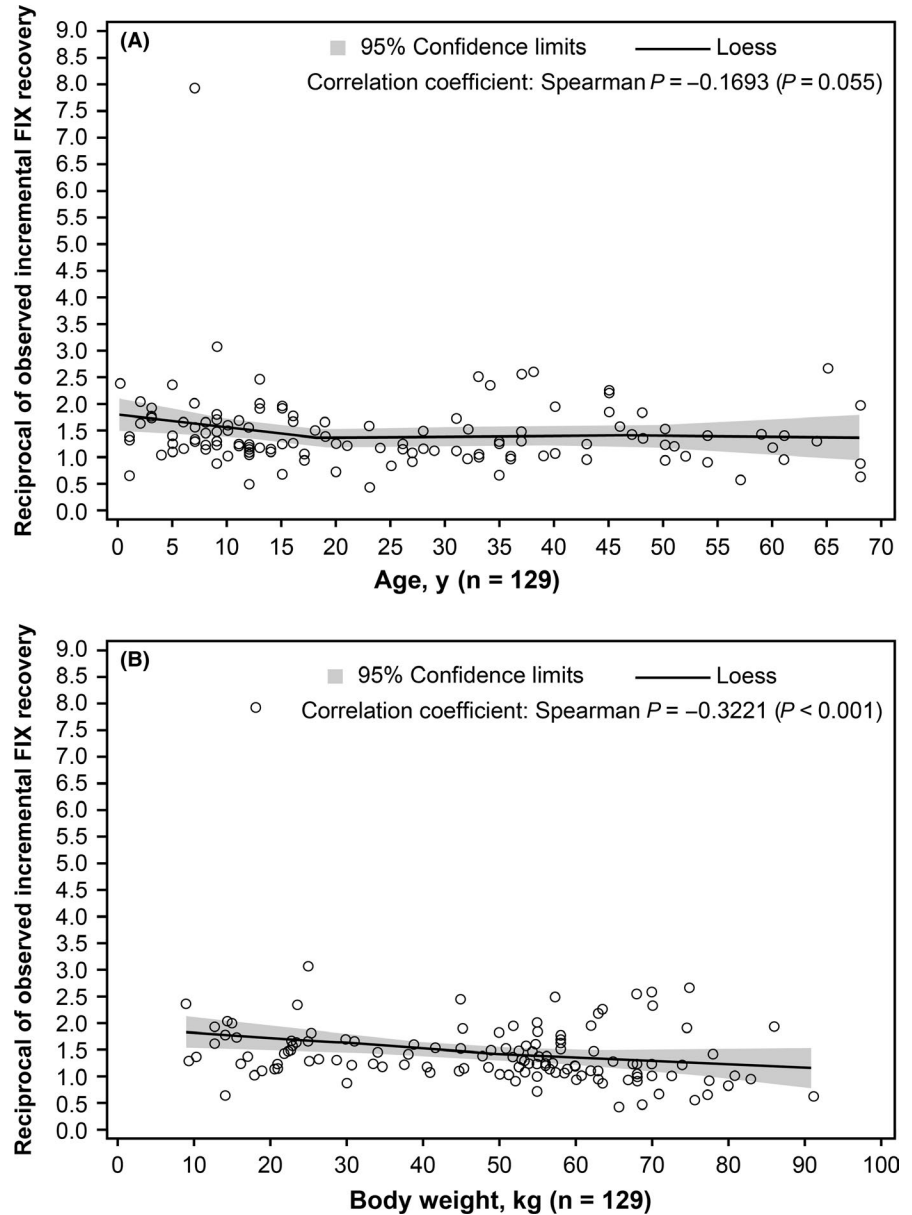 (A)
95% Confidence limits
Loess
Correlation coefficient: Spearman P = −0.1693 (P = 0.055)
Reciprocal of observed incremental FIX recovery
9.0
8.5
8.0
7.5
7.0
6.5
6.0
5.5
5.0
4.5
4.0
3.5
3.0
2.5
2.0
1.5
1.0
0.5
0.0
0 5 10 15 20 25 30 35 40 45 50 55 60 65 70
Age, y (n = 129)
(B)
95% Confidence limits
Loess
Correlation coefficient: Spearman P = −0.3221 (P < 0.001)
Reciprocal of observed incremental FIX recovery
9.0
8.5
8.0
7.5
7.0
6.5
6.0
5.5
5.0
4.5
4.0
3.5
3.0
2.5
2.0
1.5
1.0
0.5
0.0
0 10 20 30 40 50 60 70 80 90 100
Body weight, kg (n = 129)